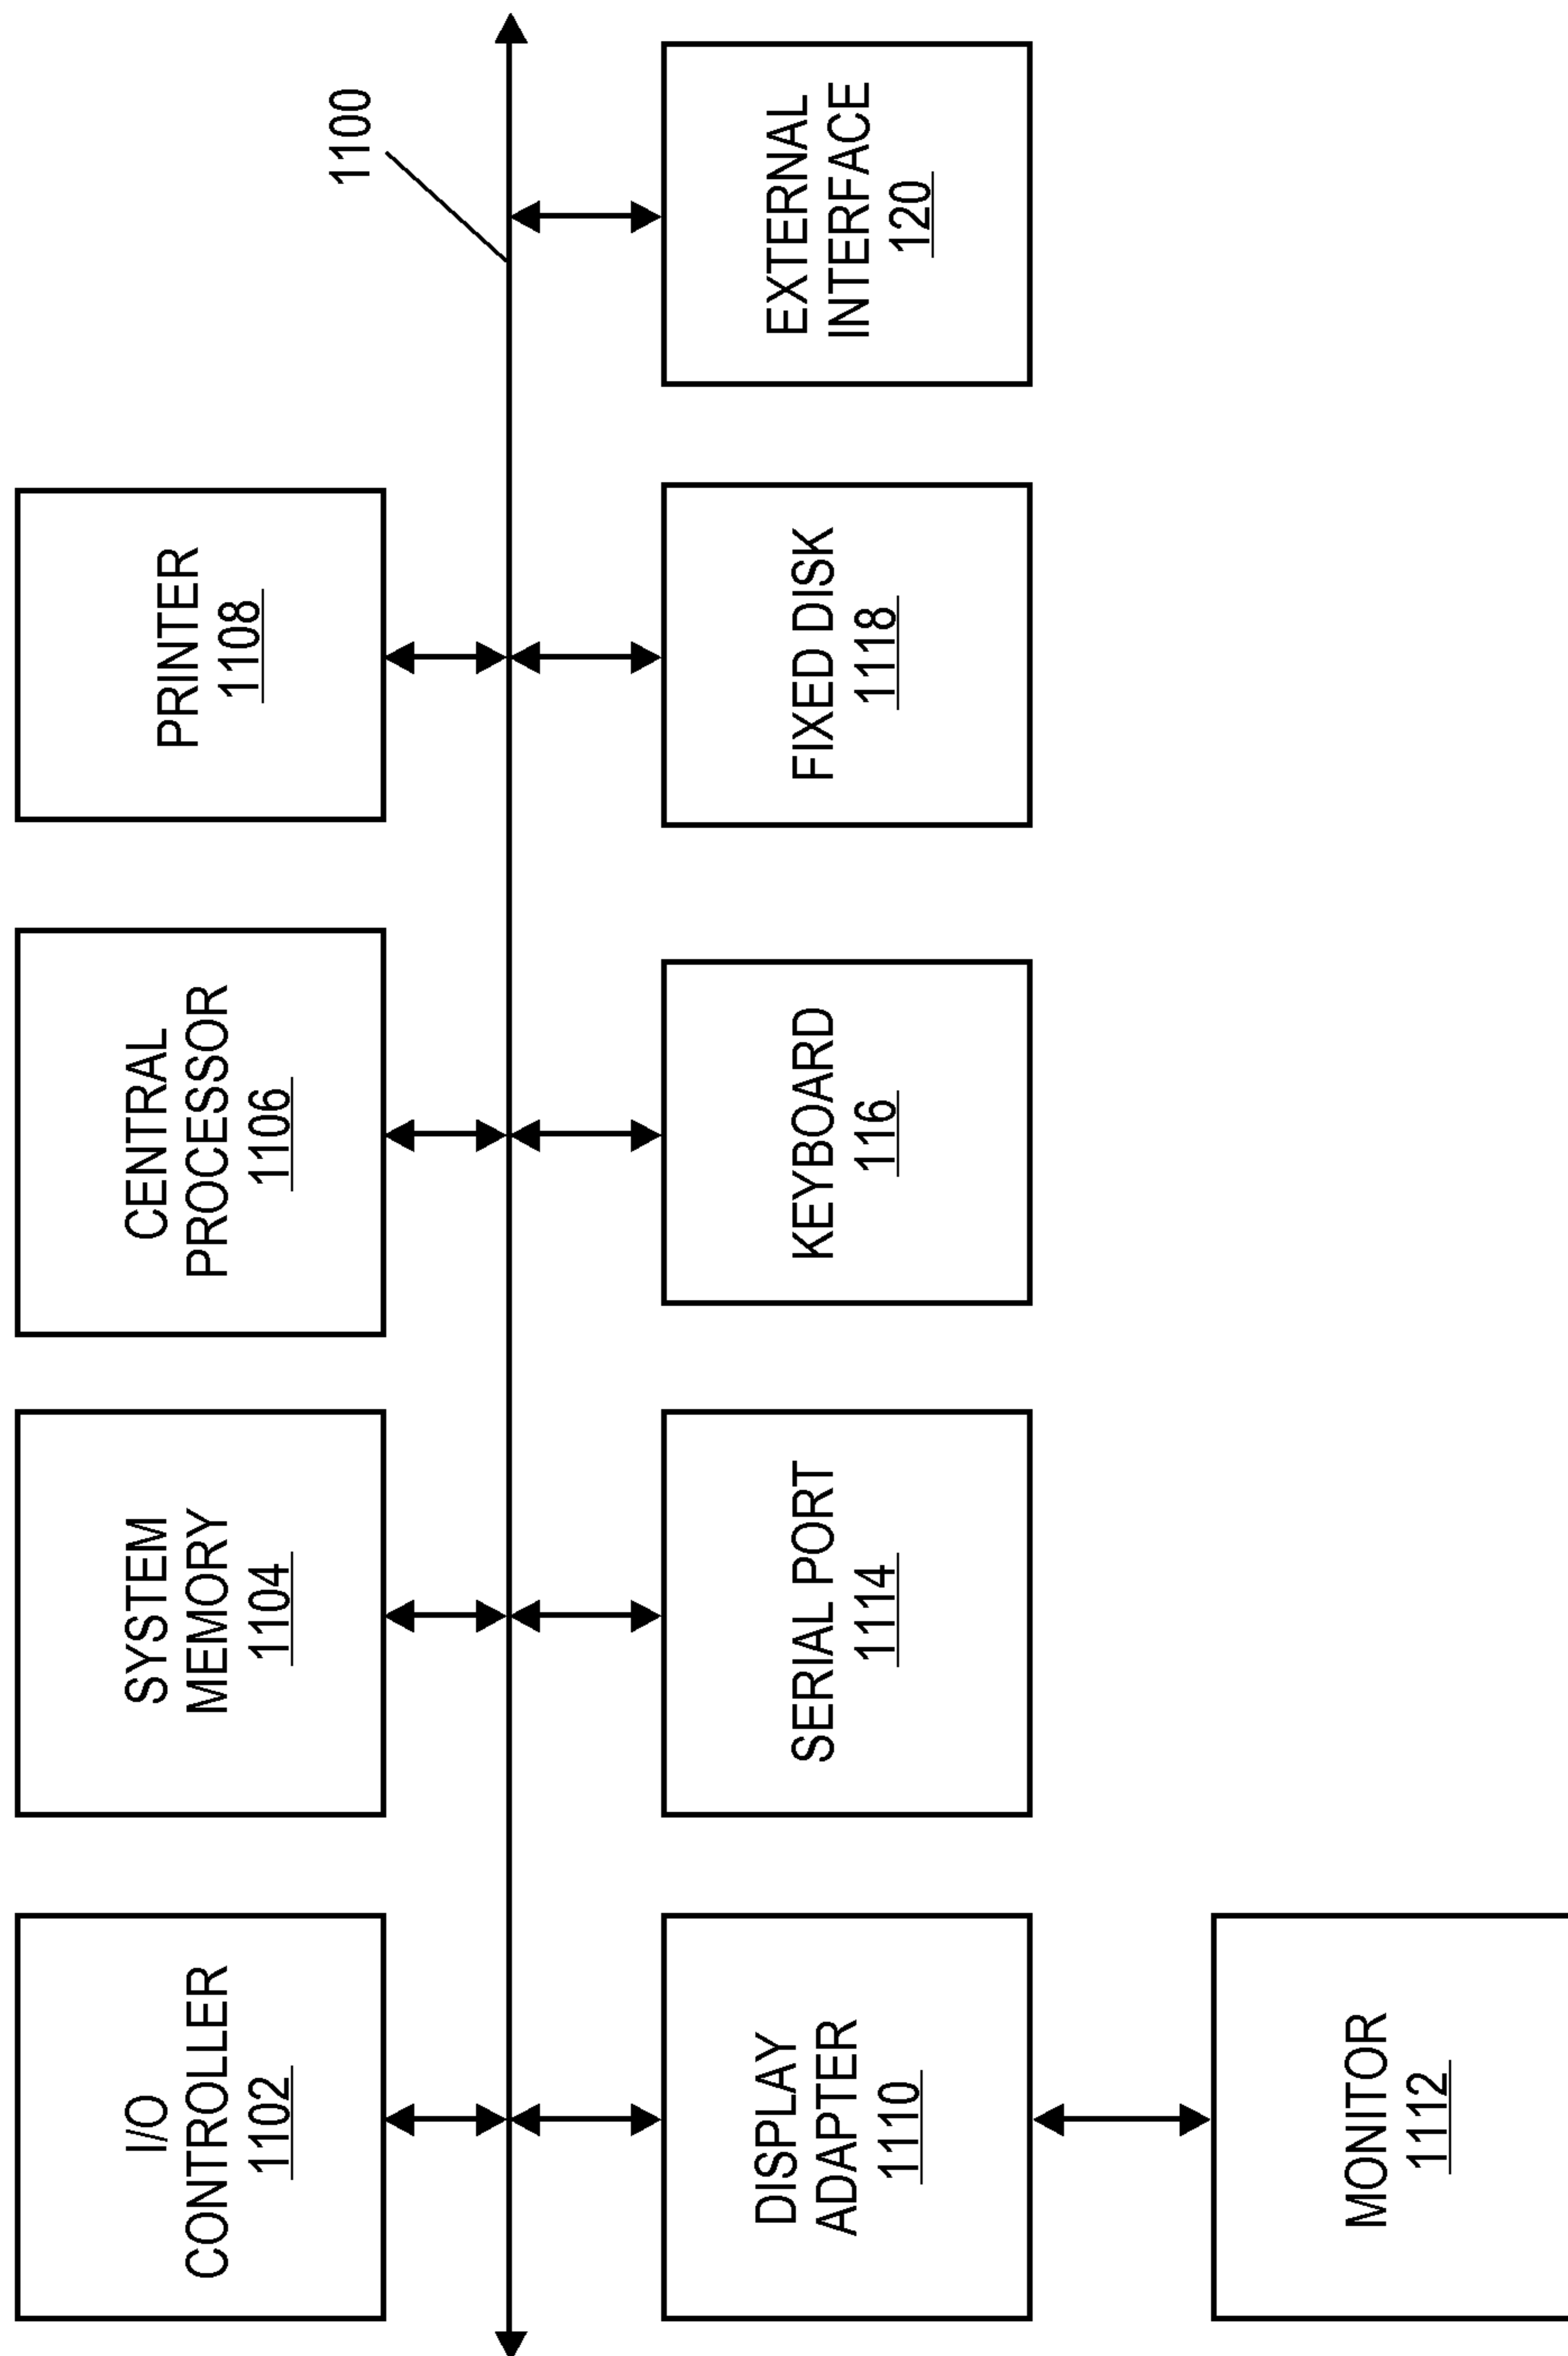 1100
I/O
CONTROLLER
1102
SYSTEM
MEMORY
1104
CENTRAL
PROCESSOR
1106
PRINTER
1108
DISPLAY
ADAPTER
1110
SERIAL PORT
1114
KEYBOARD
116
FIXED DISK
1118
EXTERNAL
INTERFACE
120
MONITOR
1112